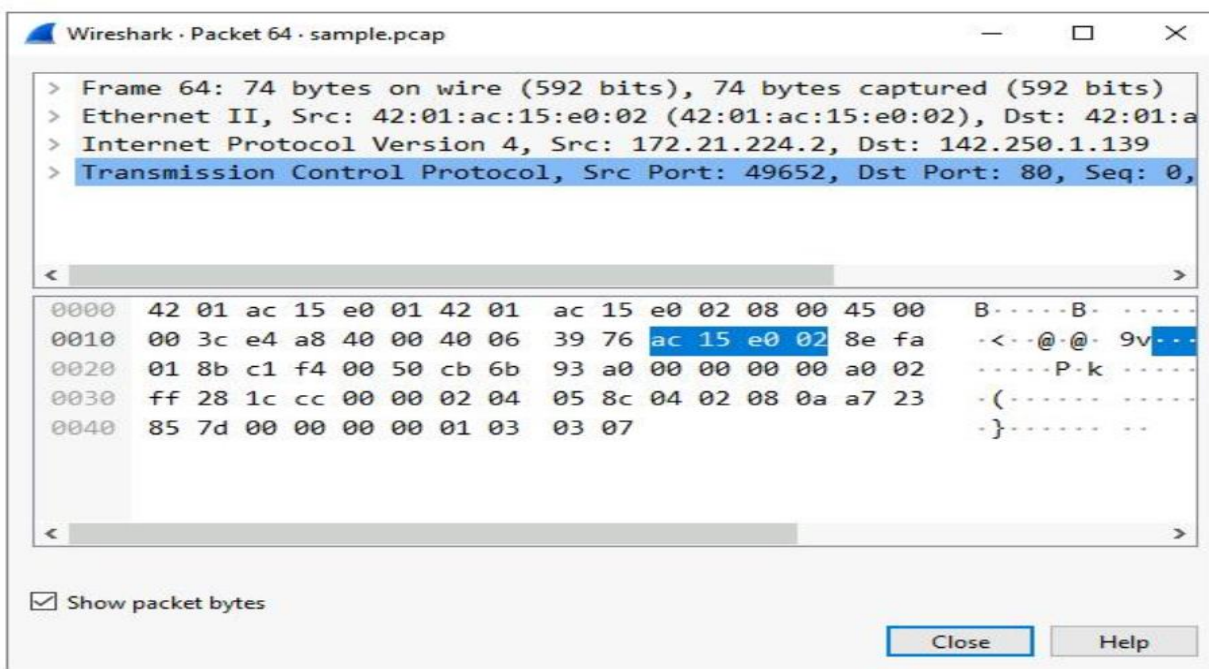 Wireshark · Packet 64 · sample.pcap
> Frame 64: 74 bytes on wire (592 bits), 74 bytes captured (592 bits)
> Ethernet II, Src: 42:01:ac:15:e0:02 (42:01:ac:15:e0:02), Dst: 42:01:a
> Internet Protocol Version 4, Src: 172.21.224.2, Dst: 142.250.1.139
> Transmission Control Protocol, Src Port: 49652, Dst Port: 80, Seq: 0,
0000 42 01 ac 15 e0 01 42 01 ac 15 e0 02 08 00 45 00 B·····B· ·····
0010 00 3c e4 a8 40 00 40 06 39 76 ac 15 e0 02 8e fa ·<··@·@· 9v···
0020 01 8b c1 f4 00 50 cb 6b 93 a0 00 00 00 00 a0 02 ·····P·k ·····
0030 ff 28 1c cc 00 00 02 04 05 8c 04 02 08 0a a7 23 ·(······ ·····
0040 85 7d 00 00 00 00 01 03 03 07 ·}······ ··
Show packet bytes
Close Help